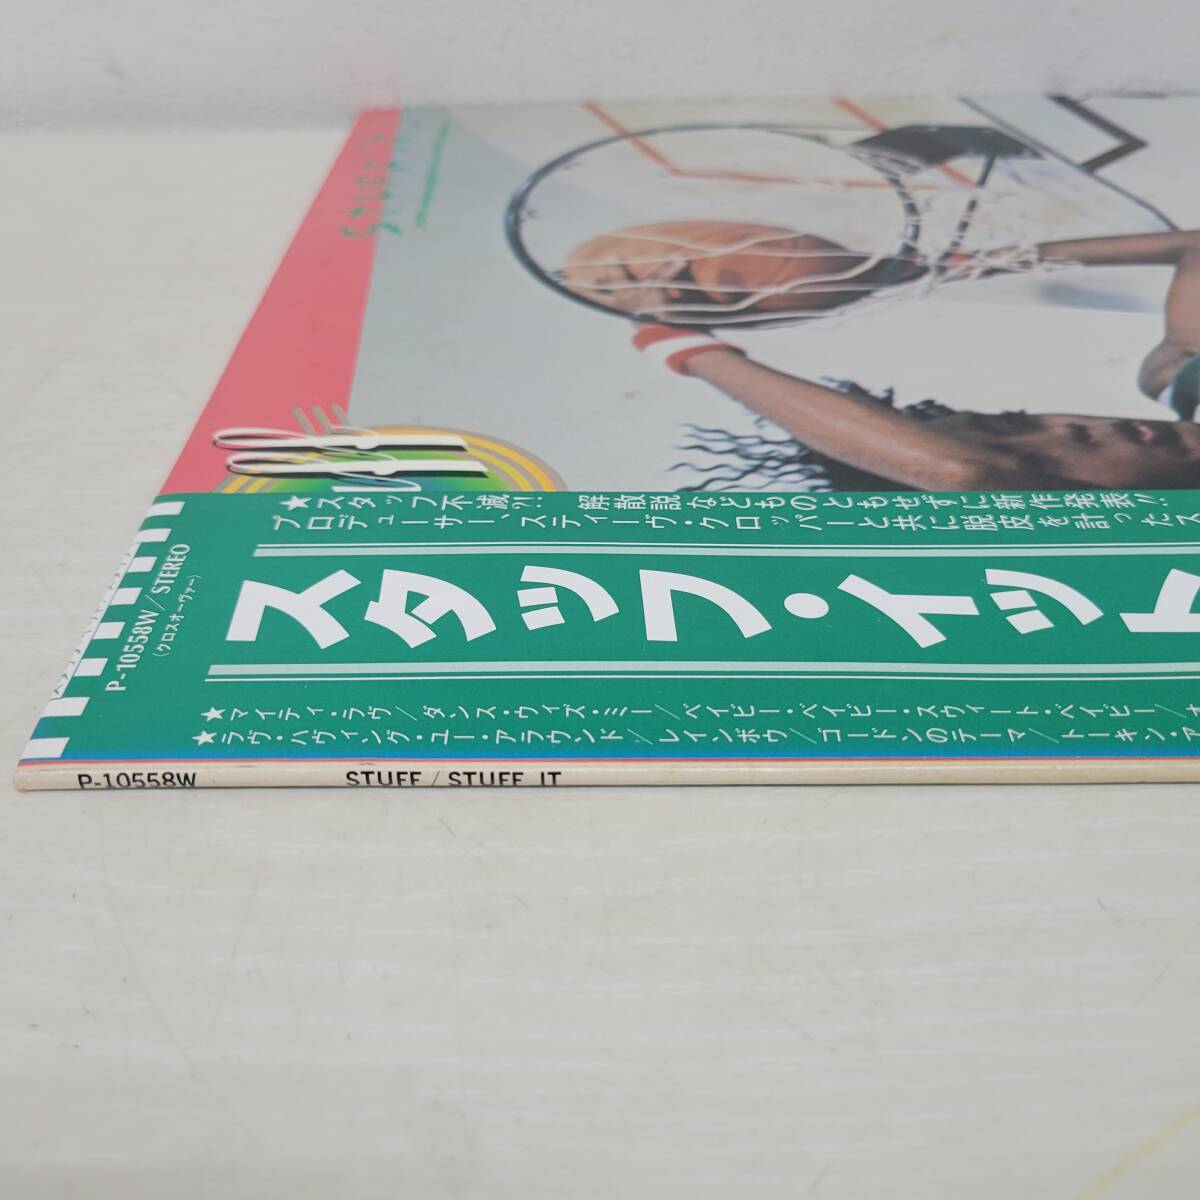 ★スタッフ不滅?! 解散説などものともせずに新作発表!!
プロデューサー、スティーヴ・クロッパーと共に脱皮を計ったス
スタッフ・イット
P-10558W/STEREO
(クロスオーヴァー)
★マイティ・ラヴ/ダンス・ウィズ・ミー/ベイビー・ベイビー・スウィート・ベイビー/オ
★ラヴ・ハヴィング・ユー・アラウンド/レインボウ/ゴードンのテーマ/トーキン・ア
P-10558W STUFF/STUFF IT